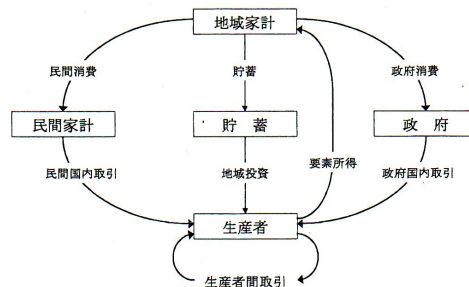 地域家計
民間消費
貯蓄
政府消費
民間家計
貯 蓄
政 府
民間国内取引
地域投資
要素所得
政府国内取引
生産者
生産者間取引